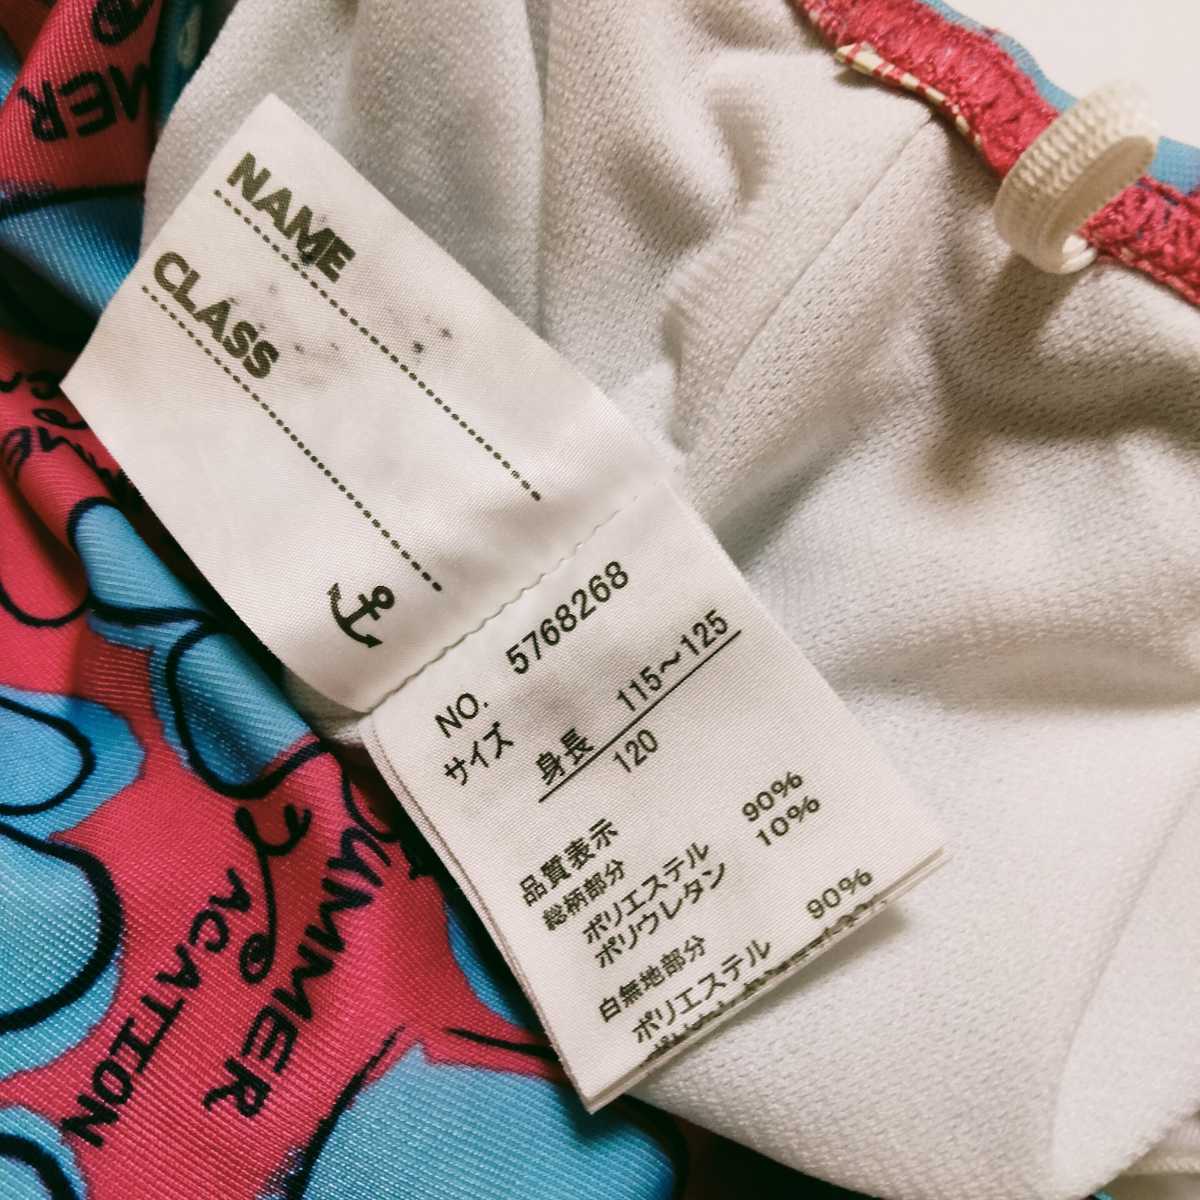 NAME
CLASS
NO. 5768268
サイズ 身長 115～125
120
品質表示
総柄部分
ポリエステル 90%
ポリウレタン 10%
白無地部分
ポリエステル 90%
SUMMER
VACATION